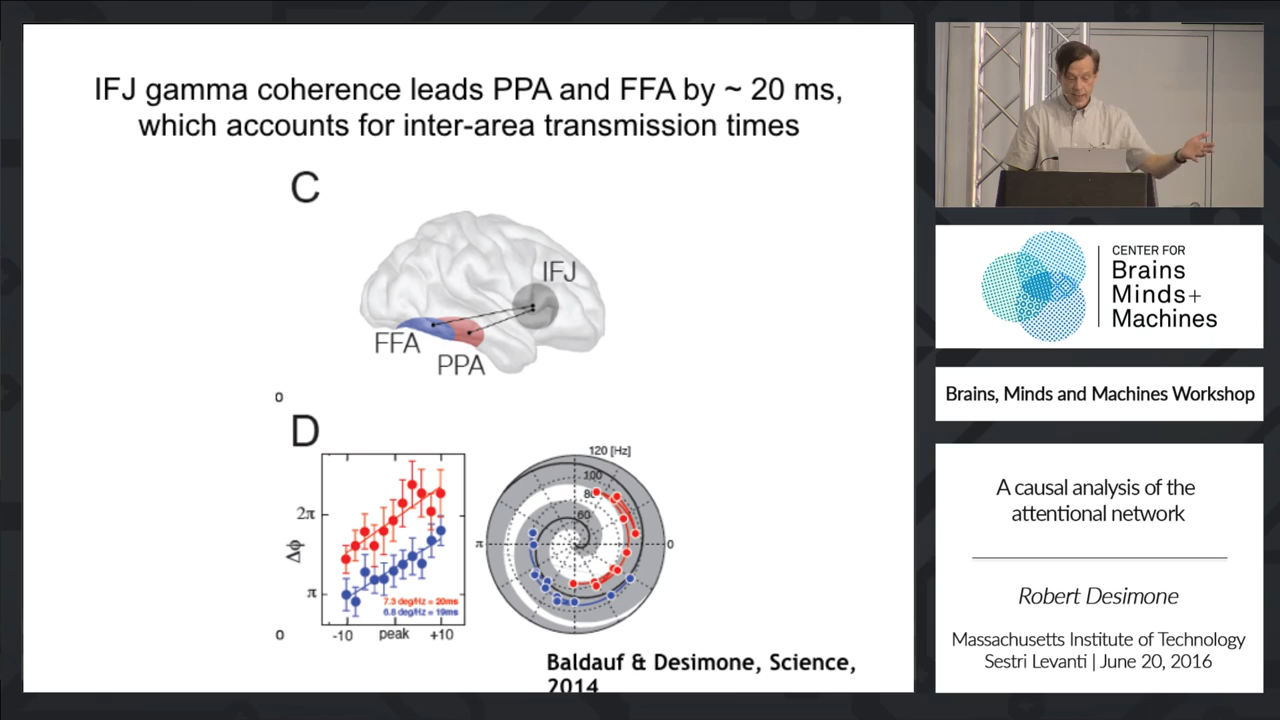 IFJ gamma coherence leads PPA and FFA by ~ 20 ms,
which accounts for inter-area transmission times
C
IFJ
FFA
PPA
0
D
2π
Δφ
π
7.3 deg/Hz = 20ms
6.8 deg/Hz = 19ms
0
-10
peak
+10
120 [Hz]
100
80
60
π
0
Baldauf & Desimone, Science,
2014
CENTER FOR
Brains
Minds+
Machines
Brains, Minds and Machines Workshop
A causal analysis of the
attentional network
Robert Desimone
Massachusetts Institute of Technology
Sestri Levanti | June 20, 2016